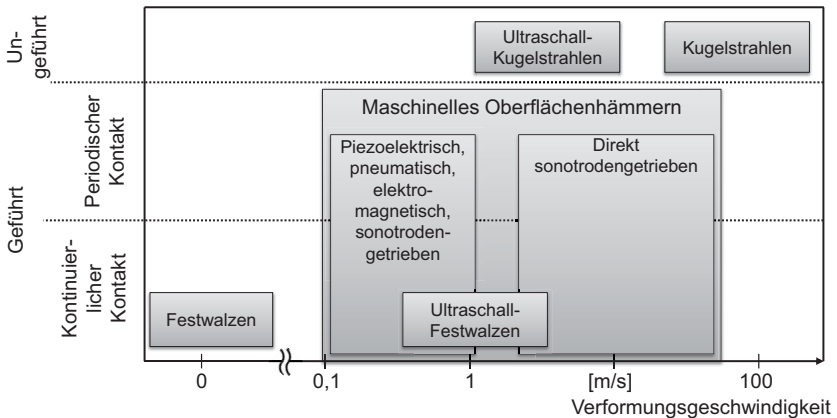 Un-
geführt
Ultraschall-
Kugelstrahlen
Kugelstrahlen
Geführt
Periodischer
Kontakt
Maschinelles Oberflächenhämmern
Piezoelektrisch,
pneumatisch,
elektro-
magnetisch,
sonotroden-
getrieben
Direkt
sonotrodengetrieben
Kontinuier-
licher
Kontakt
Festwalzen
Ultraschall-
Festwalzen
0
0,1
1
[m/s]
100
Verformungsgeschwindigkeit